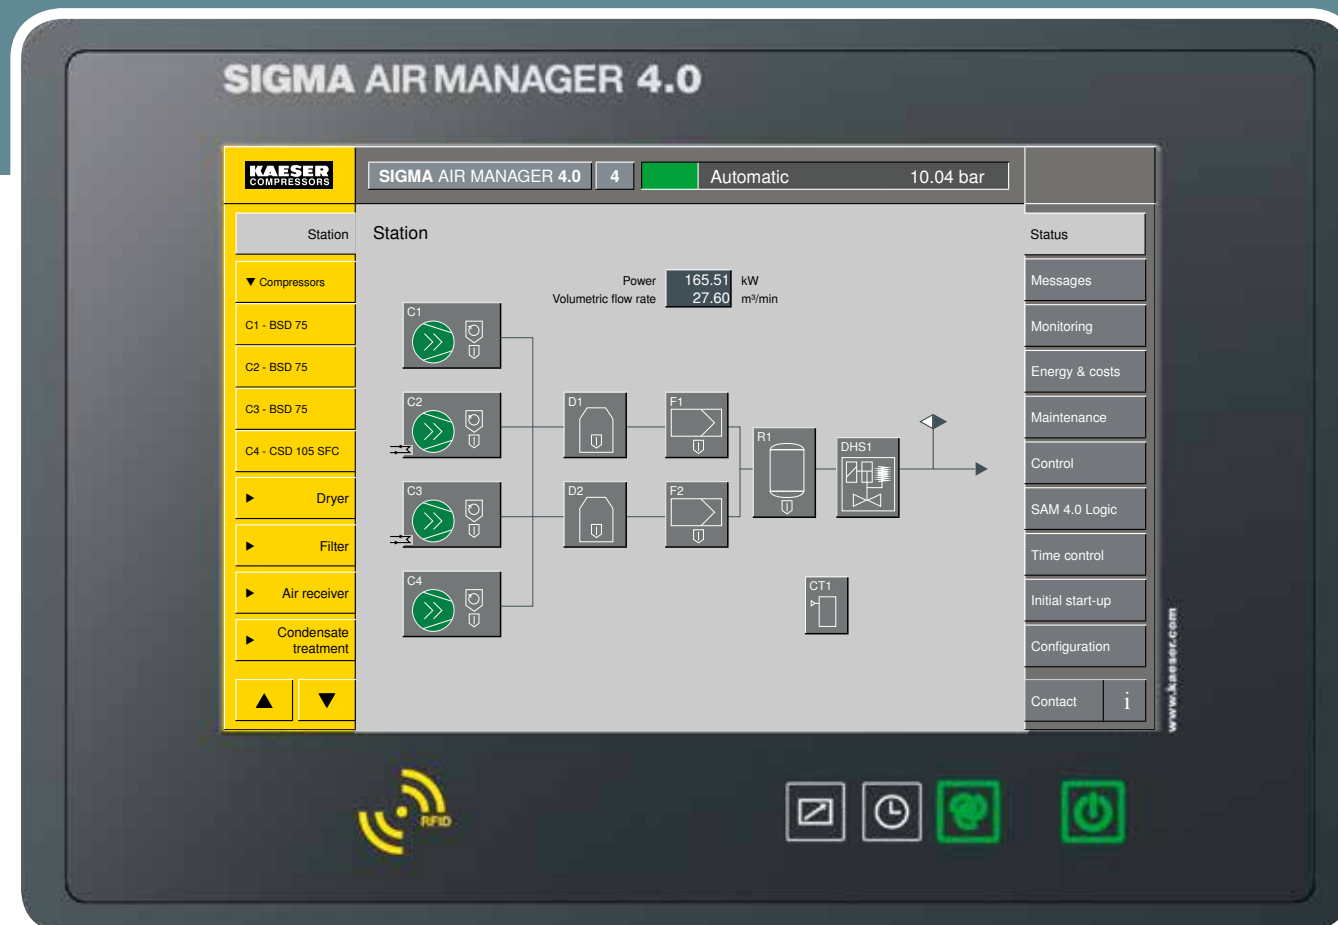 SIGMA AIR MANAGER 4.0
KAESER
COMPRESSORS
SIGMA AIR MANAGER 4.0
4
Automatic
10.04 bar
Station
Compressors
C1 - BSD 75
C2 - BSD 75
C3 - BSD 75
C4 - CSD 105 SFC
Dryer
Filter
Air receiver
Condensate
treatment
Station
Power 165.51 kW
Volumetric flow rate 27.60 m³/min
C1
C2
D1
F1
R1
DHS1
C3
D2
F2
C4
CT1
Status
Messages
Monitoring
Energy & costs
Maintenance
Control
SAM 4.0 Logic
Time control
Initial start-up
Configuration
Contact
i
www.kaeser.com
RFID